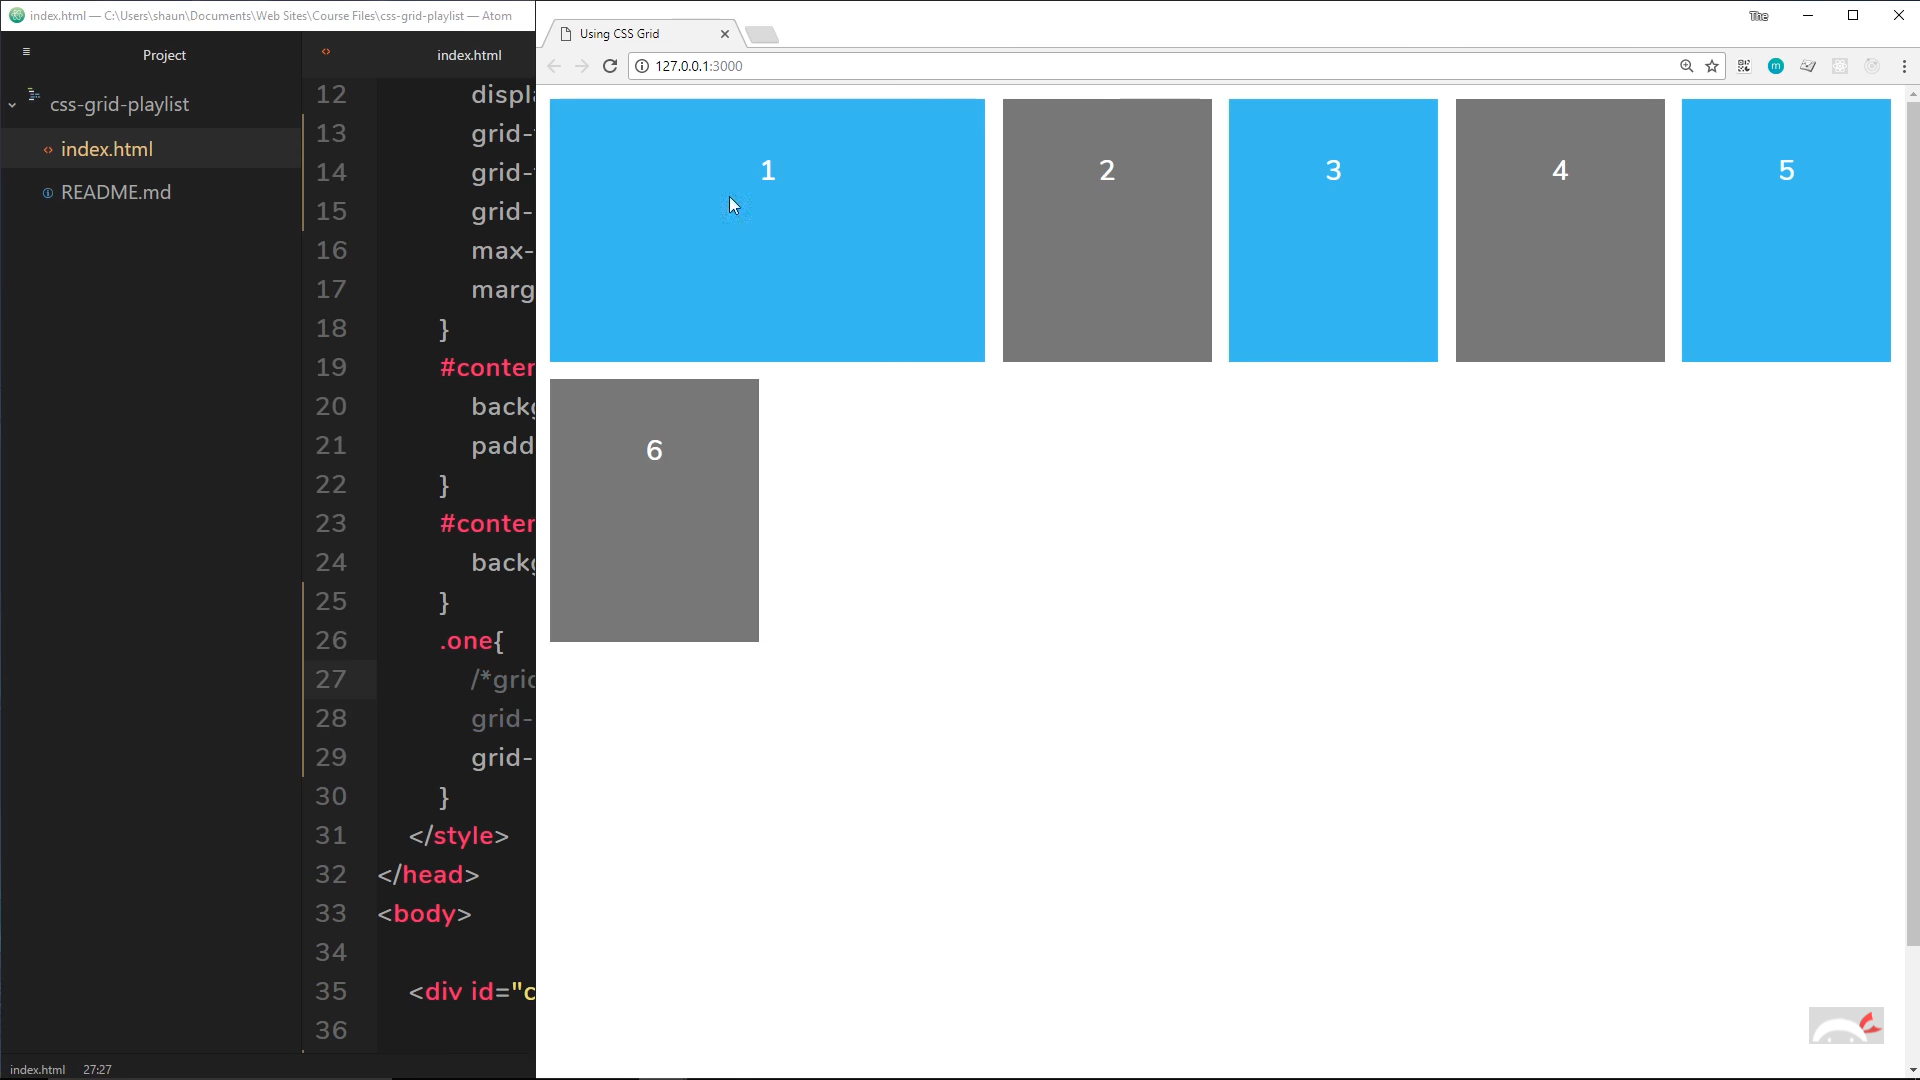 index.html — C:\Users\shaun\Documents\Web Sites\Course Files\css-grid-playlist — Atom
Project
css-grid-playlist
index.html
README.md
index.html
12 displ
13 grid-
14 grid-
15 grid-
16 max-
17 marg
18 }
19 #conter
20 backg
21 padd
22 }
23 #conter
24 backg
25 }
26 .one{
27 /*grid
28 grid-
29 grid-
30 }
31 </style>
32 </head>
33 <body>
34
35 <div id="c
36
index.html 27:27
Using CSS Grid
The
127.0.0.1:3000
m
1
2
3
4
5
6